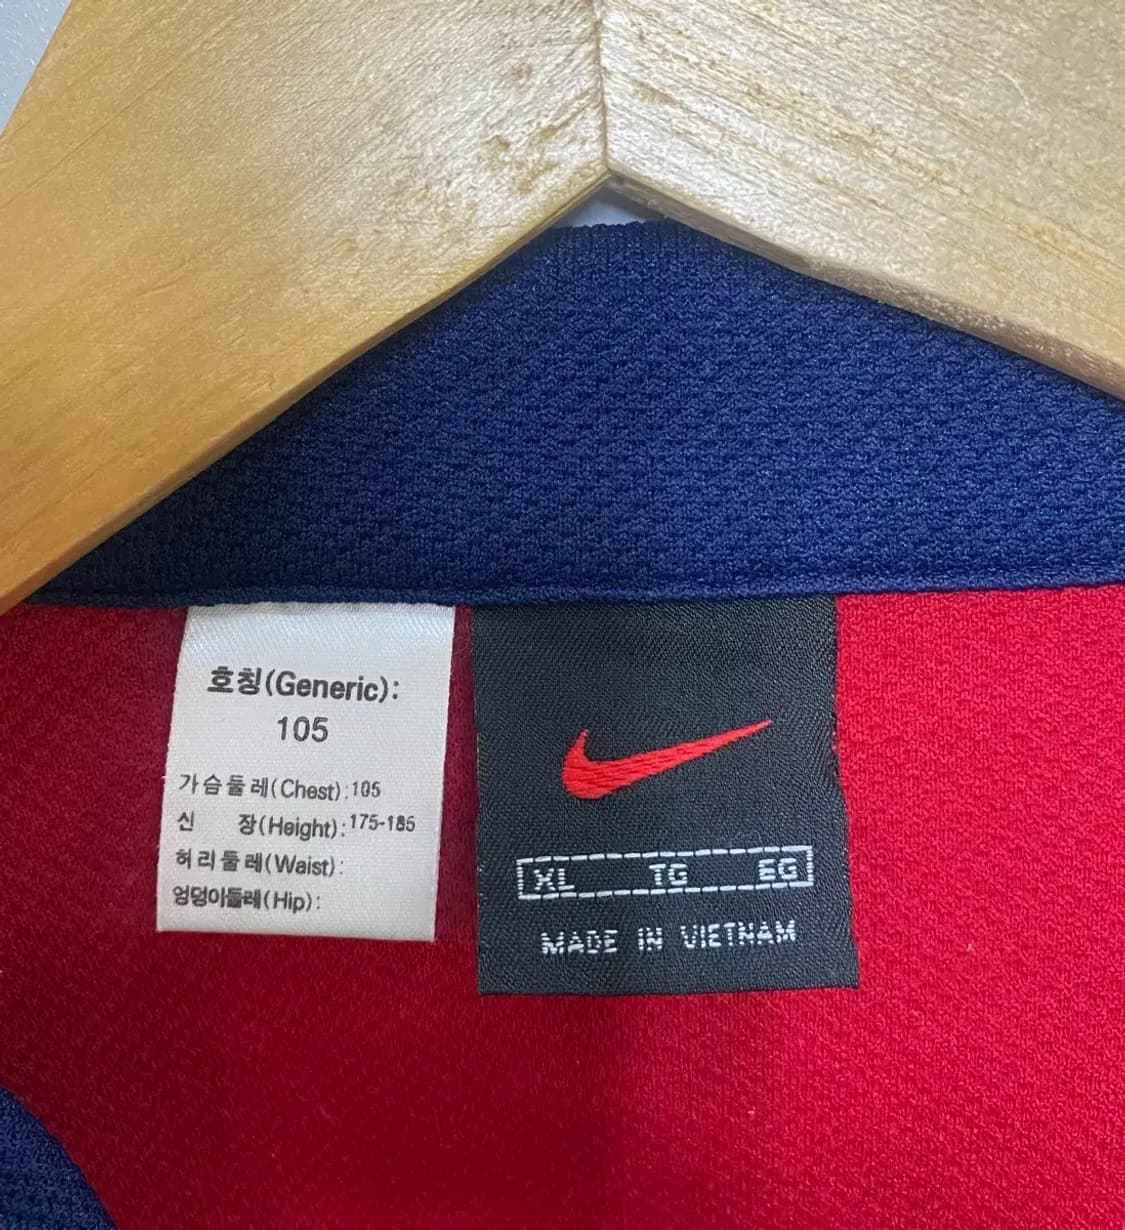 호칭(Generic):
105
가슴둘레(Chest):105
신 장(Height):175-185
허리둘레(Waist):
엉덩이둘레(Hip):
XL TG EG
MADE IN VIETNAM